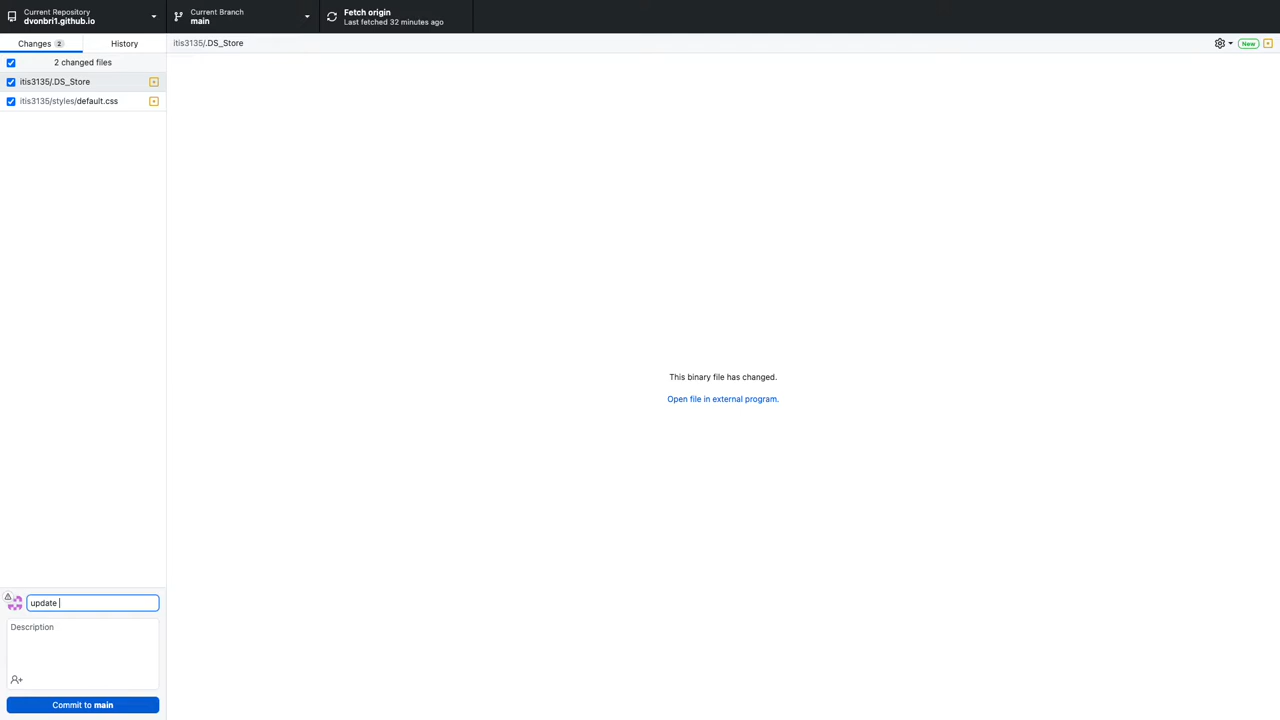 Current Repository
dvonbri1.github.io
Current Branch
main
Fetch origin
Last fetched 32 minutes ago
Changes 2
History
itis3135/.DS_Store
New
2 changed files
itis3135/.DS_Store
itis3135/styles/default.css
This binary file has changed.
Open file in external program.
update
Description
Commit to main